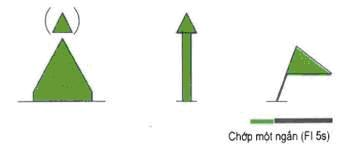 Chớp một ngắn (Fl 5s)